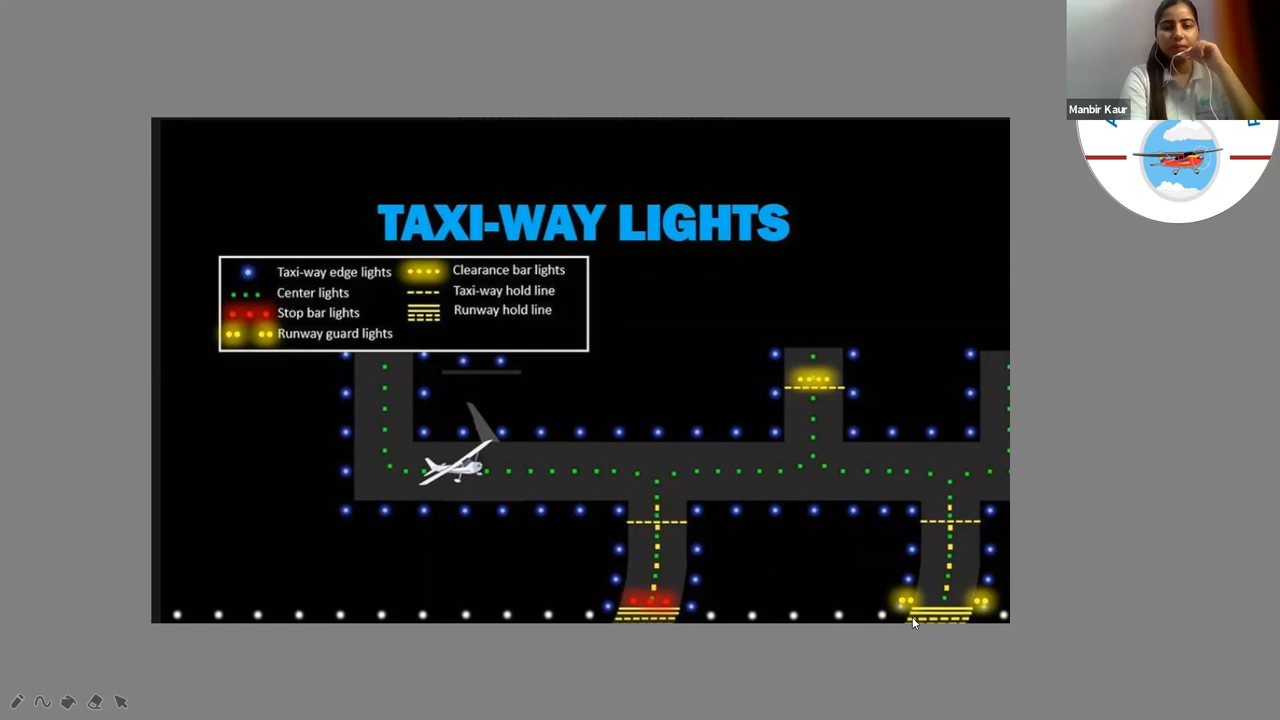 Manbir Kaur
TAXI-WAY LIGHTS
Taxi-way edge lights
Center lights
Stop bar lights
Runway guard lights
Clearance bar lights
Taxi-way hold line
Runway hold line